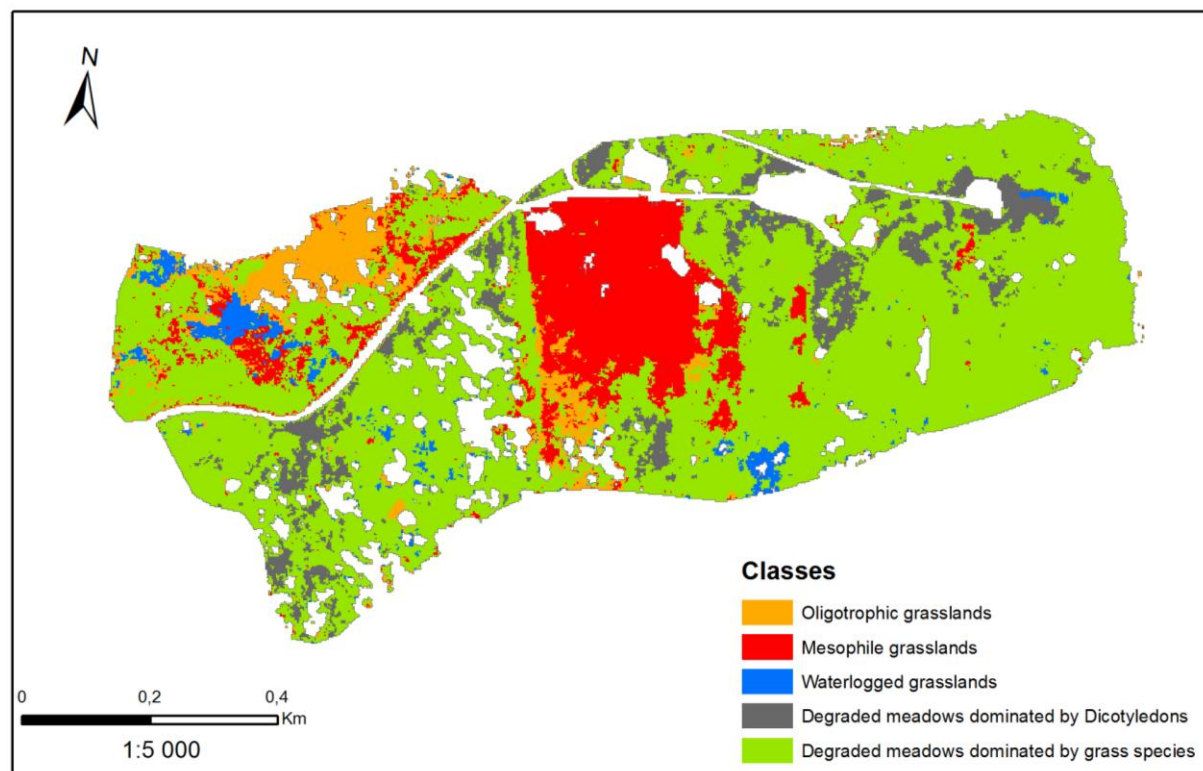 N
Classes
Oligotrophic grasslands
Mesophile grasslands
Waterlogged grasslands
Degraded meadows dominated by Dicotyledons
Degraded meadows dominated by grass species
0 0,2 0,4
Km
1:5 000